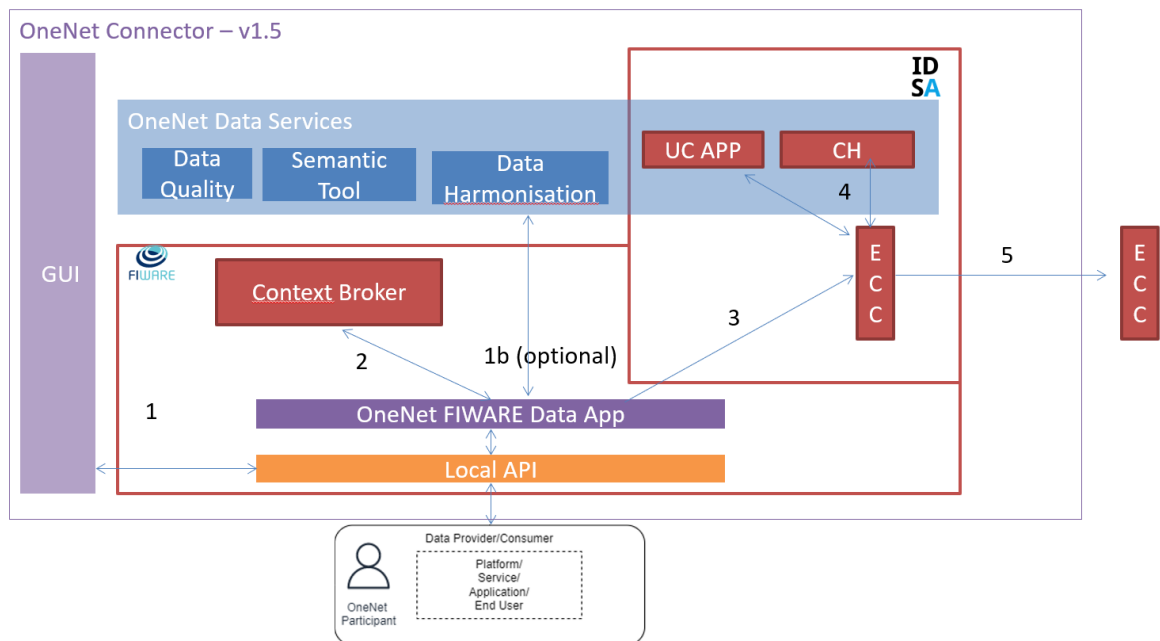 OneNet Connector – v1.5
ID
SA
OneNet Data Services
UC APP
CH
Data
Quality
Semantic
Tool
Data
Harmonisation
4
GUI
FIWARE
E
C
C
5
E
C
C
Context Broker
3
2
1b (optional)
1
OneNet FIWARE Data App
Local API
Data Provider/Consumer
Platform/
Service/
Application/
End User
OneNet
Participant